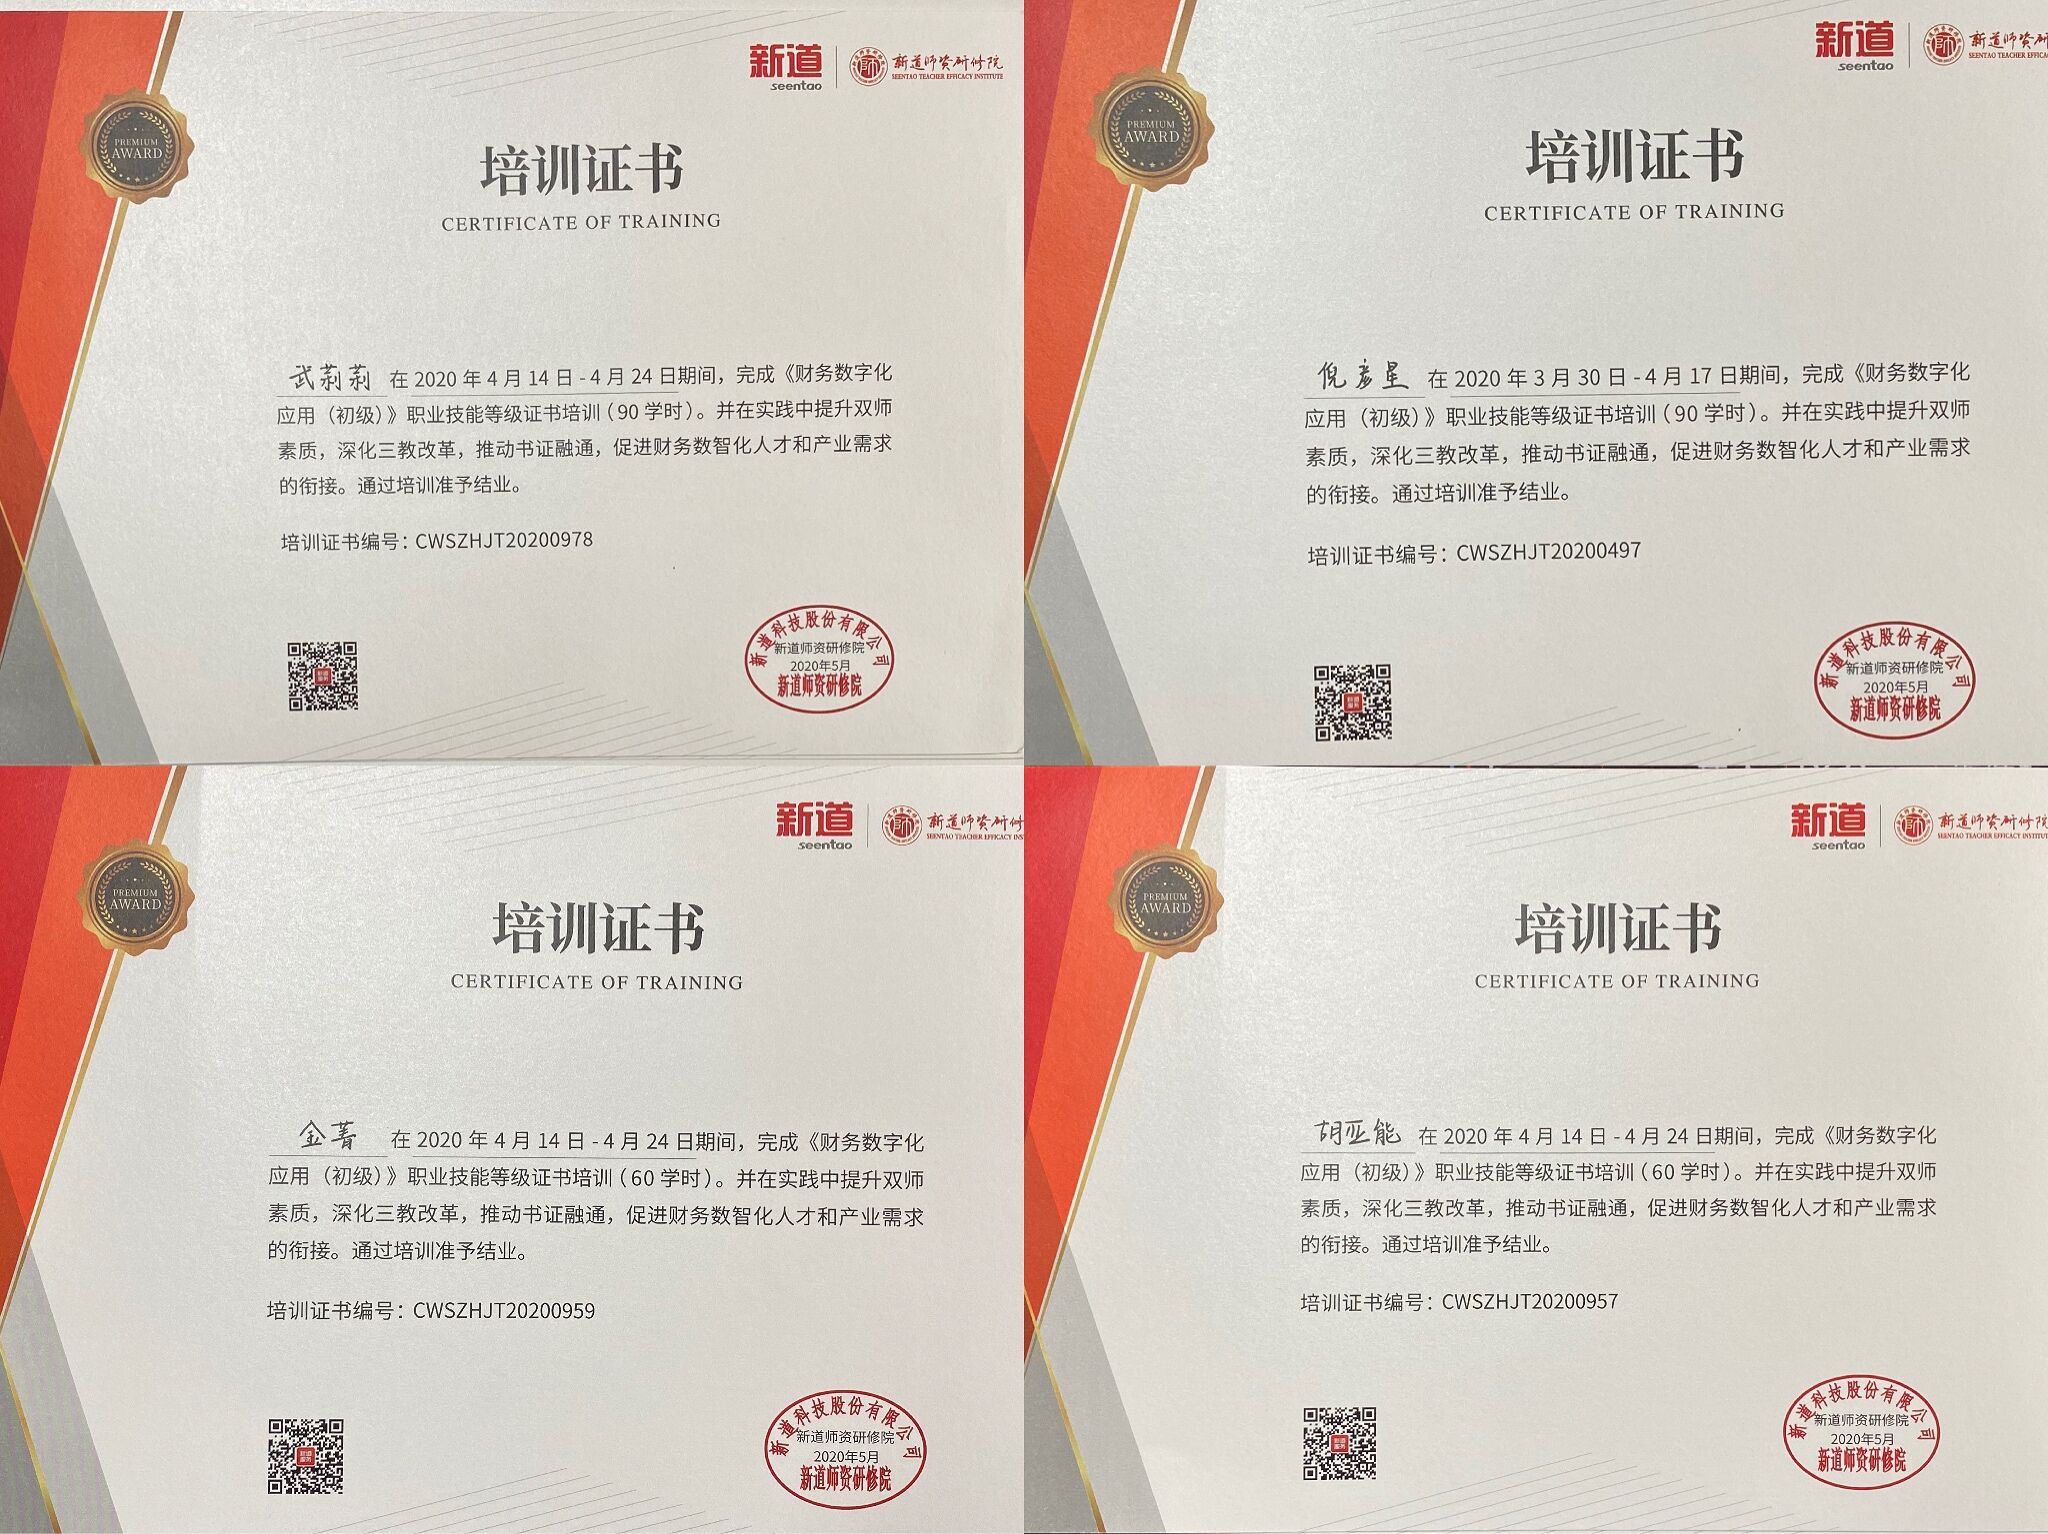 新道
seentao
新道师资研修院
SEENTAO TEACHER EFFICACY INSTITUTE
PREMIUM
AWARD
培训证书
CERTIFICATE OF TRAINING
武莉莉 在 2020 年 4 月 14 日 - 4 月 24 日期间，完成《财务数字化
应用（初级）》职业技能等级证书培训（90 学时）。并在实践中提升双师
素质，深化三教改革，推动书证融通，促进财务数智化人才和产业需求
的衔接。通过培训准予结业。
培训证书编号：CWSZHJT20200978
新道科技股份有限公司
新道师资研修院
2020年5月
新道师资研修院
新道
seentao
新道师资研
SEENTAO TEACHER EFFICAC
PREMIUM
AWARD
培训证书
CERTIFICATE OF TRAINING
倪彦星 在 2020 年 3 月 30 日 - 4 月 17 日期间，完成《财务数字化
应用（初级）》职业技能等级证书培训（90 学时）。并在实践中提升双师
素质，深化三教改革，推动书证融通，促进财务数智化人才和产业需求
的衔接。通过培训准予结业。
培训证书编号：CWSZHJT20200497
新道科技股份有限公司
新道师资研修院
2020年5月
新道师资研修院
新道
seentao
新道师资研修
SEENTAO TEACHER EFFICACY INS
PREMIUM
AWARD
培训证书
CERTIFICATE OF TRAINING
金菁 在 2020 年 4 月 14 日 - 4 月 24 日期间，完成《财务数字化
应用（初级）》职业技能等级证书培训（60 学时）。并在实践中提升双师
素质，深化三教改革，推动书证融通，促进财务数智化人才和产业需求
的衔接。通过培训准予结业。
培训证书编号：CWSZHJT20200959
新道科技股份有限公司
新道师资研修院
2020年5月
新道师资研修院
新道
seentao
新道师资研修院
SEENTAO TEACHER EFFICACY INSTITUT
PREMIUM
AWARD
培训证书
CERTIFICATE OF TRAINING
胡亚能 在 2020 年 4 月 14 日 - 4 月 24 日期间，完成《财务数字化
应用（初级）》职业技能等级证书培训（60 学时）。并在实践中提升双师
素质，深化三教改革，推动书证融通，促进财务数智化人才和产业需求
的衔接。通过培训准予结业。
培训证书编号：CWSZHJT20200957
新道科技股份有限公司
新道师资研修院
2020年5月
新道师资研修院